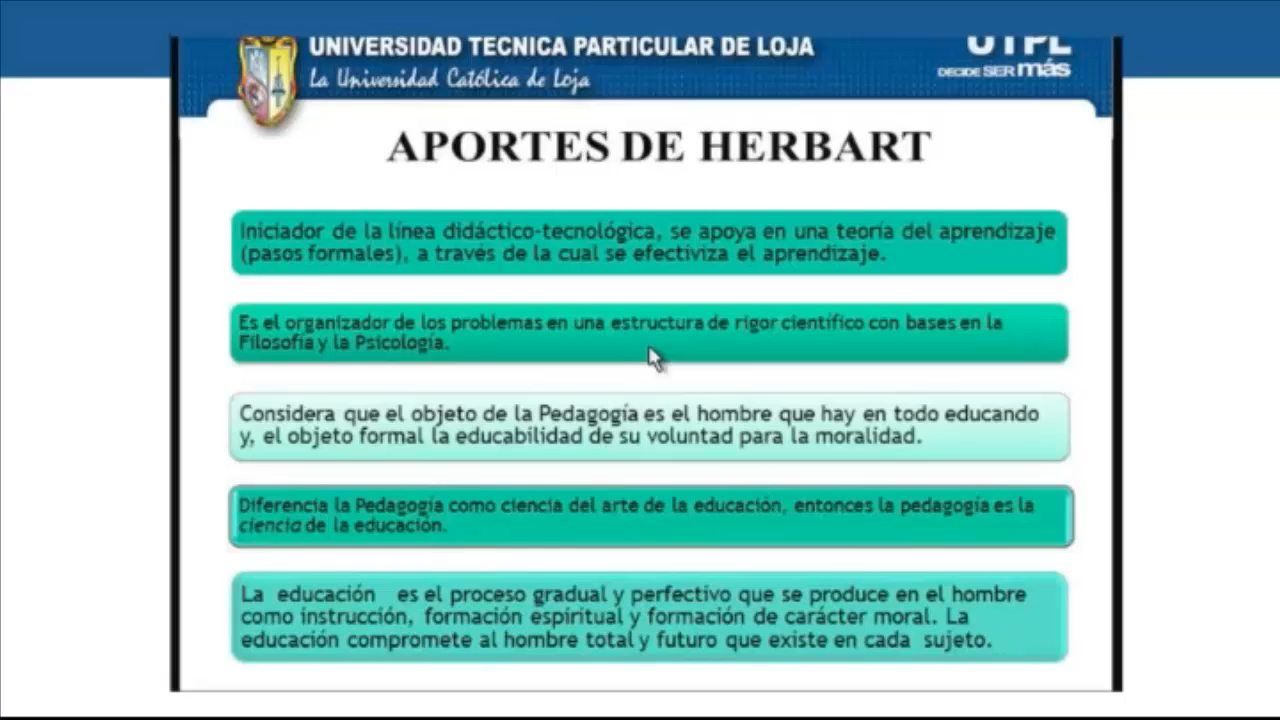 UNIVERSIDAD TECNICA PARTICULAR DE LOJA
La Universidad Católica de Loja
UTPL
DECIDE SER más
APORTES DE HERBART
Iniciador de la línea didáctico-tecnológica, se apoya en una teoría del aprendizaje
(pasos formales), a través de la cual se efectiviza el aprendizaje.
Es el organizador de los problemas en una estructura de rigor científico con bases en la
Filosofía y la Psicología.
Considera que el objeto de la Pedagogía es el hombre que hay en todo educando
y, el objeto formal la educabilidad de su voluntad para la moralidad.
Diferencia la Pedagogía como ciencia del arte de la educación, entonces la pedagogía es la
ciencia de la educación.
La educación es el proceso gradual y perfectivo que se produce en el hombre
como instrucción, formación espiritual y formación de carácter moral. La
educación compromete al hombre total y futuro que existe en cada sujeto.